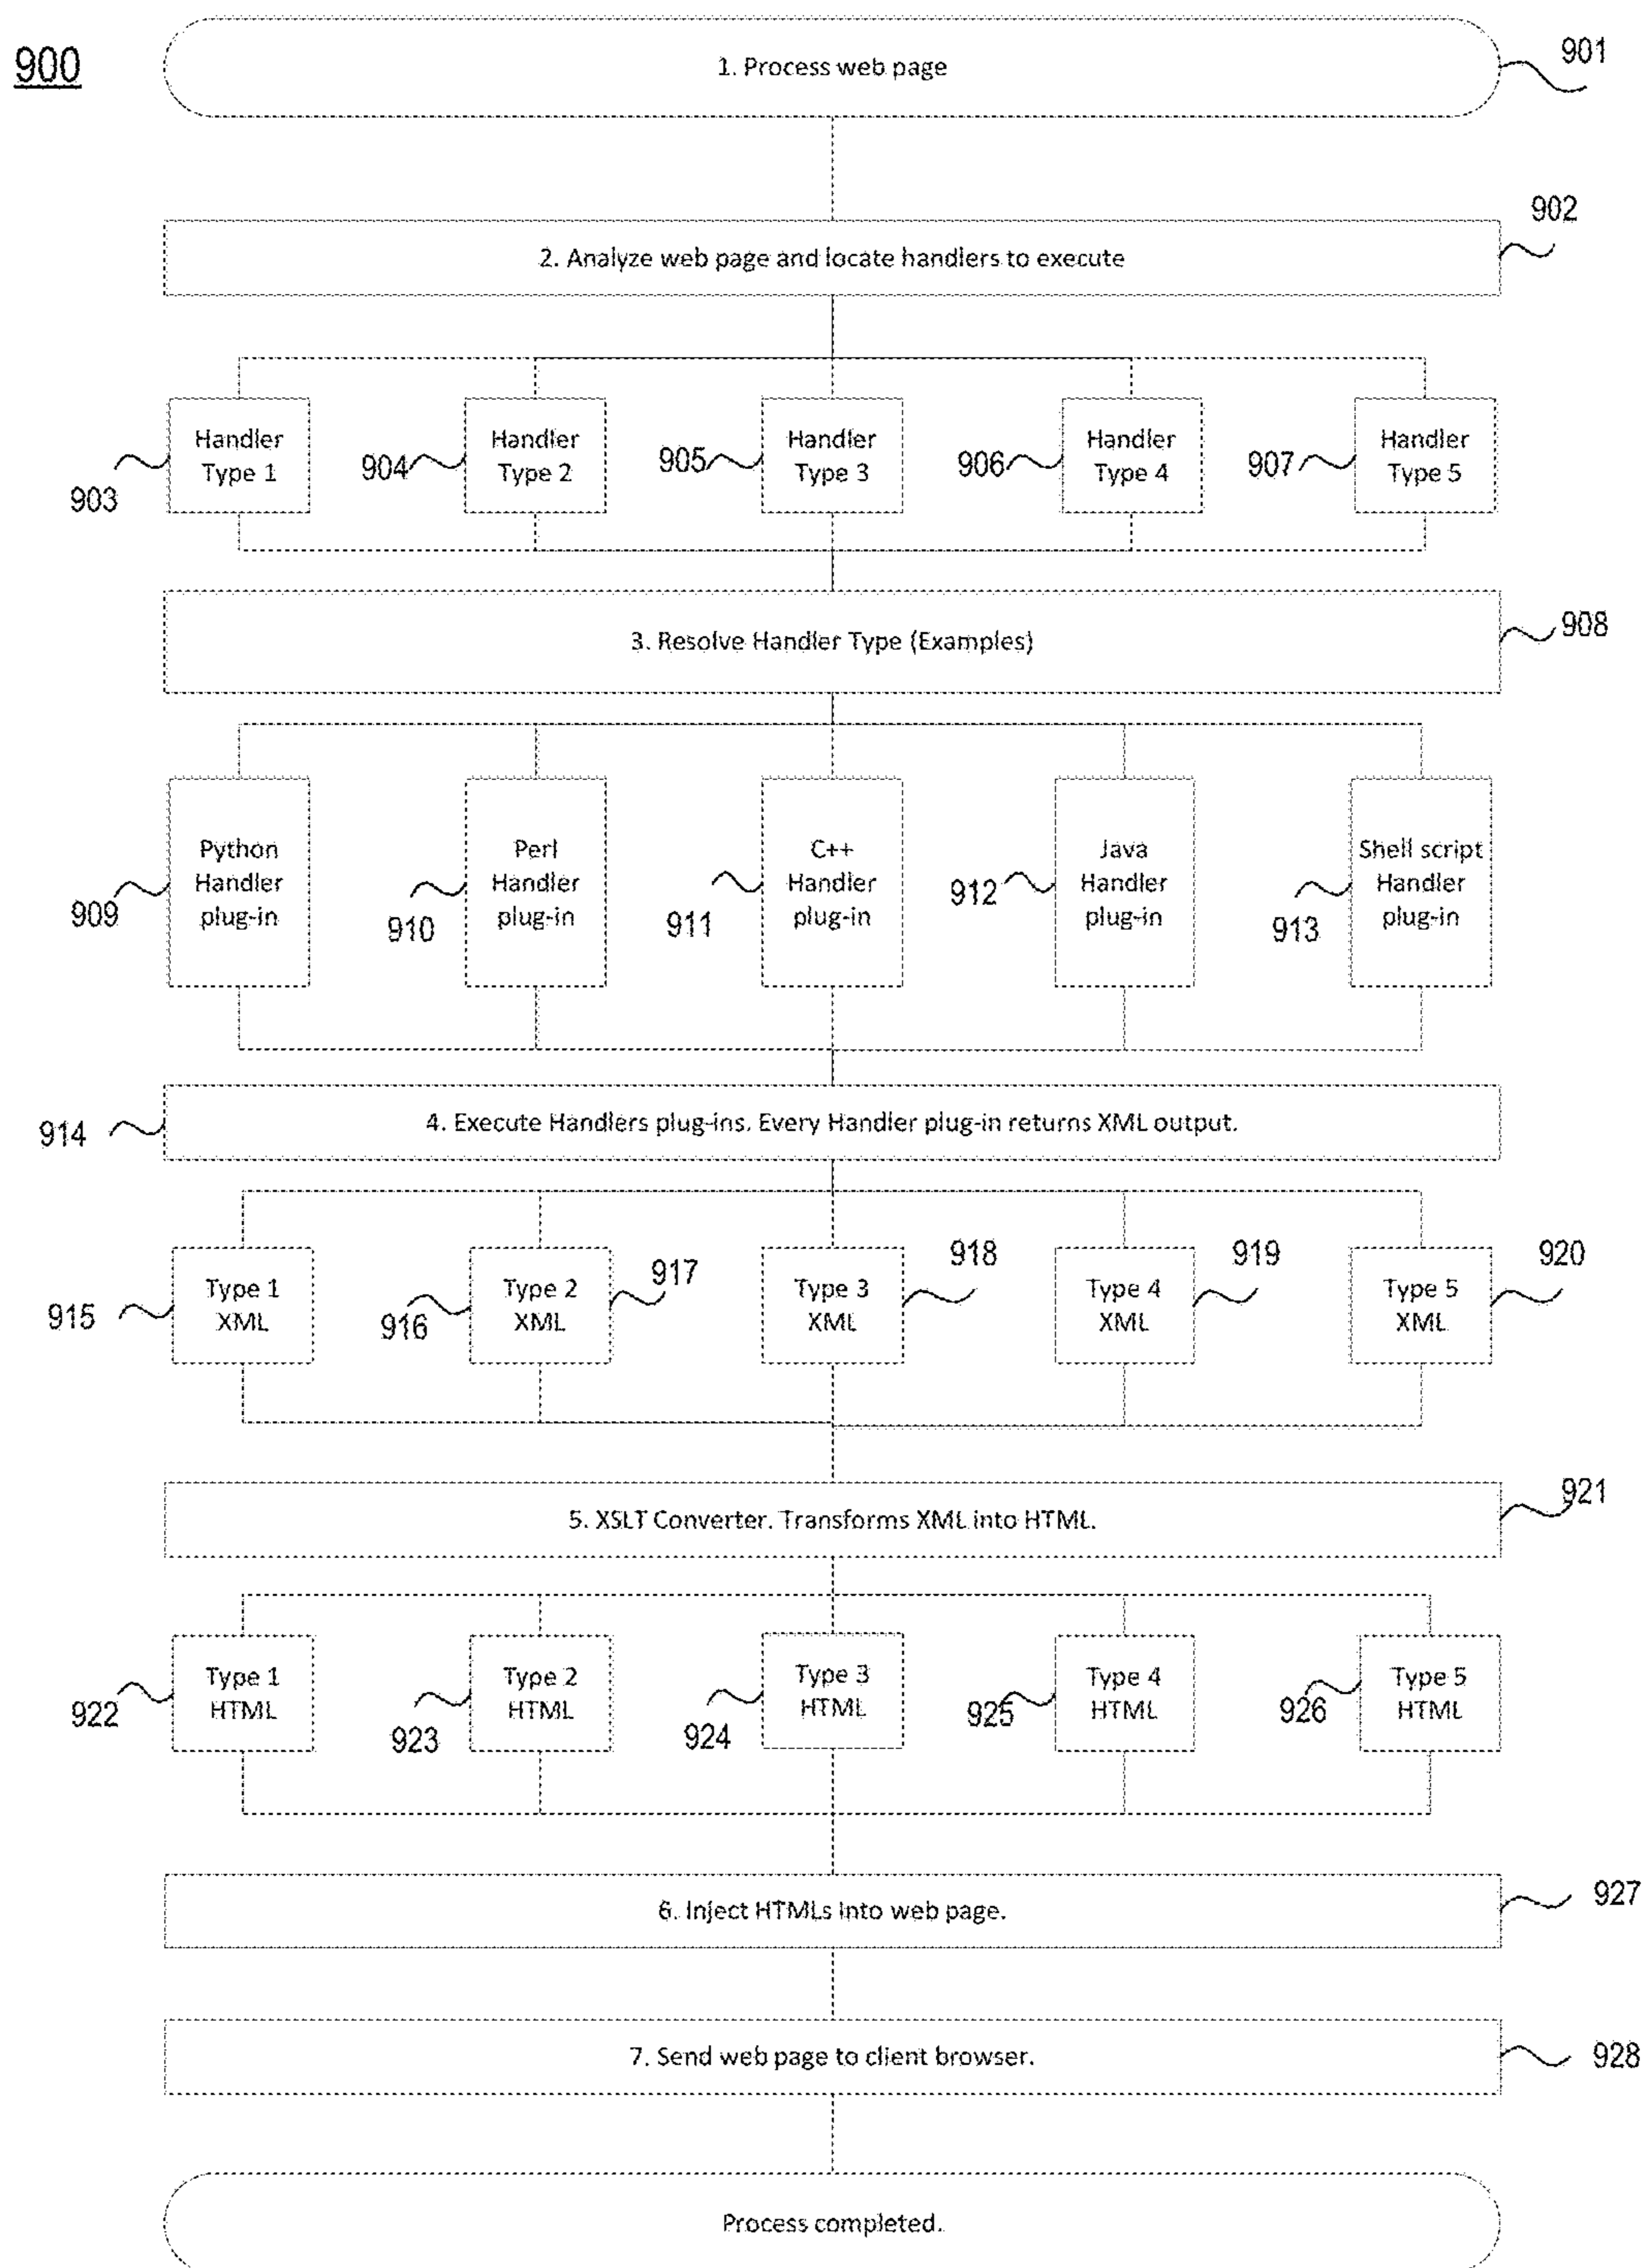 900
1. Process web page
901
902
2. Analyze web page and locate handlers to execute
Handler
Type 1
903
Handler
Type 2
904
Handler
Type 3
905
Handler
Type 4
906
Handler
Type 5
907
3. Resolve Handler Type (Examples)
908
Python
Handler
plug-in
909
Perl
Handler
plug-in
910
C++
Handler
plug-in
911
Java
Handler
plug-in
912
Shell script
Handler
plug-in
913
4. Execute Handlers plug-ins. Every Handler plug-in returns XML output.
914
Type 1
XML
915
Type 2
XML
916
917
Type 3
XML
918
Type 4
XML
919
Type 5
XML
920
921
5. XSLT Converter. Transforms XML into HTML.
Type 1
HTML
922
Type 2
HTML
923
Type 3
HTML
924
Type 4
HTML
925
Type 5
HTML
926
6. Inject HTMLs into web page.
927
7. Send web page to client browser.
928
Process completed.